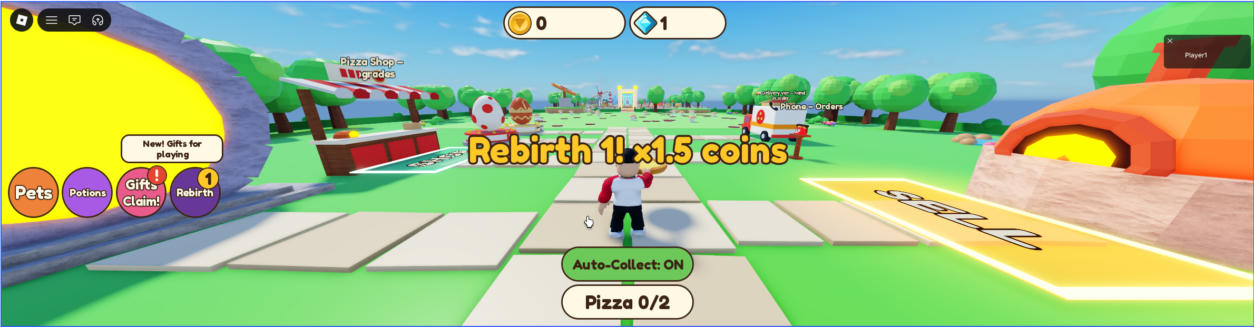 0
1
Player1
Pizza Shop –
Upgrades
Phone - Orders
New! Gifts for
playing
Rebirth 1! x1.5 coins
Pets
Potions
Gifts
Claim!
!
Rebirth
1
SELL
Auto-Collect: ON
Pizza 0/2